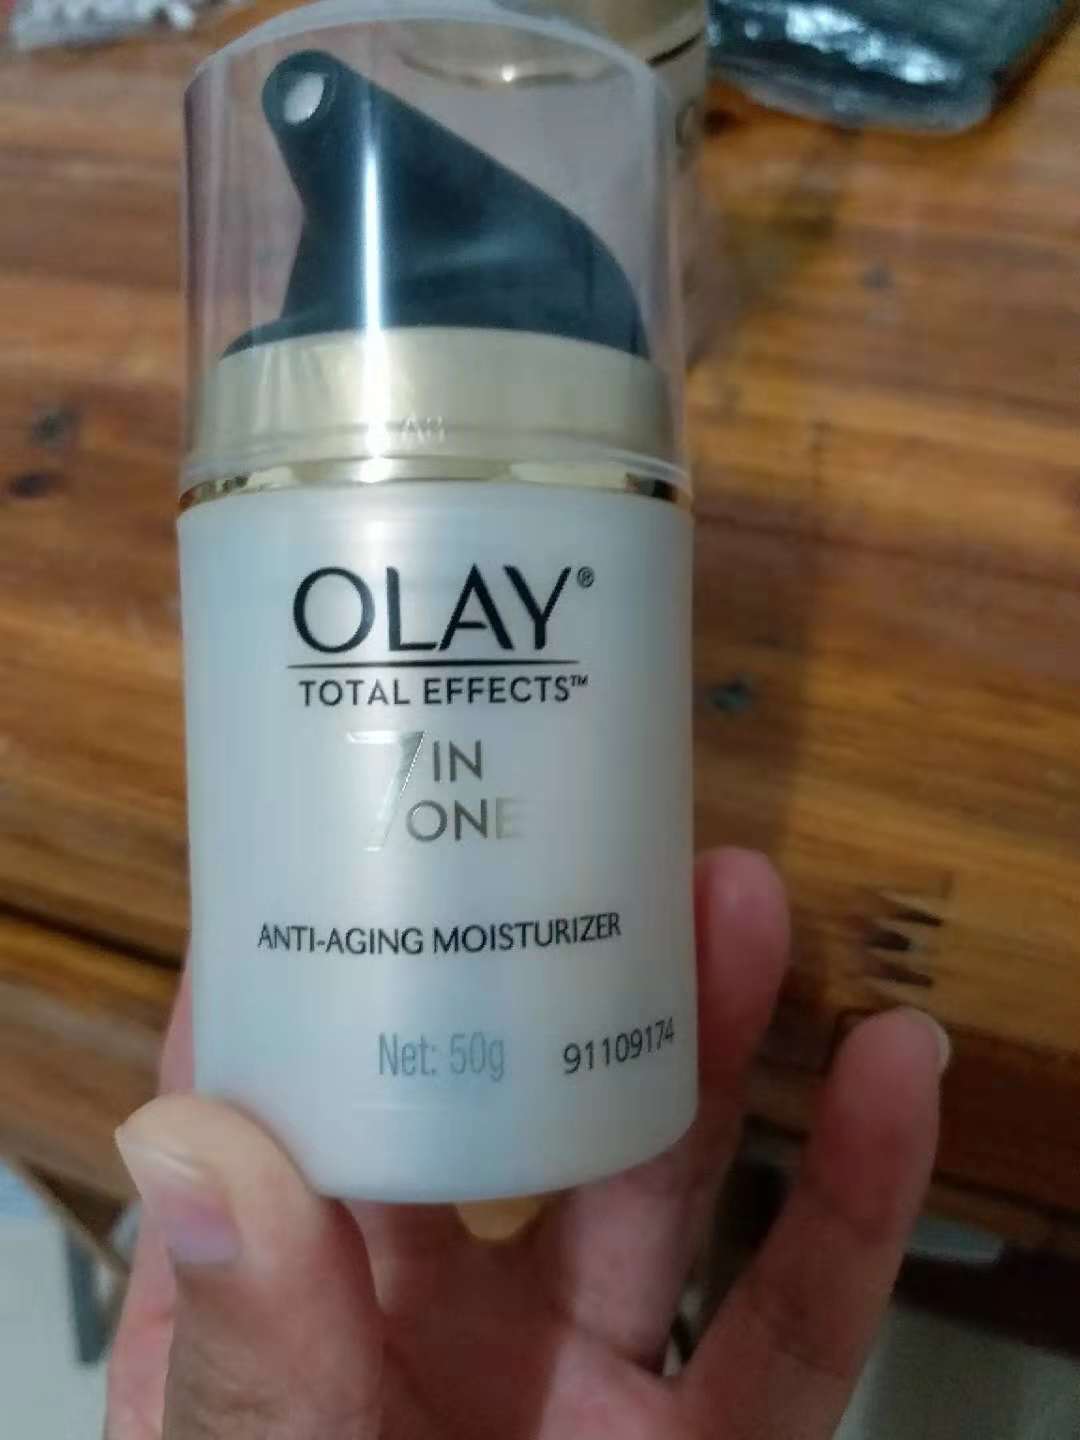 OLAY®
TOTAL EFFECTS™
7 IN
ONE
ANTI-AGING MOISTURIZER
Net: 50g
91109174